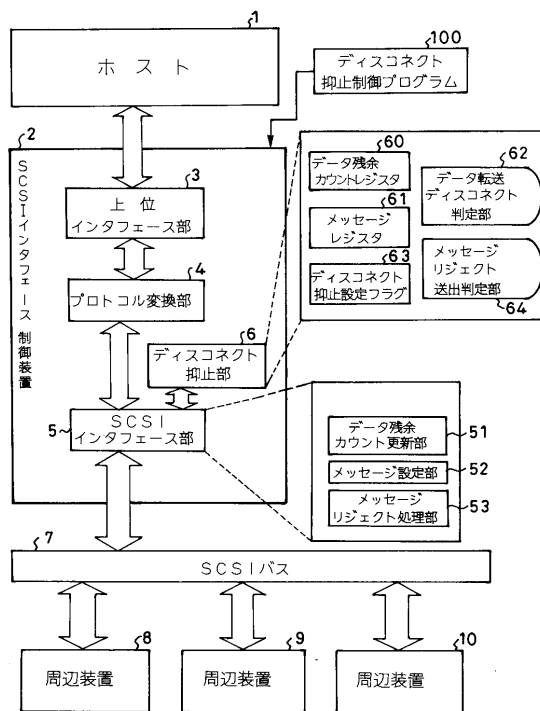 1
ホスト
100
ディスコネクト
抑止制御プログラム
2
SCSIインタフェース制御装置
3
上位
インタフェース部
4
プロトコル変換部
6
ディスコネクト
抑止部
5
SCSI
インタフェース部
60
データ残余
カウントレジスタ
61
メッセージ
レジスタ
63
ディスコネクト
抑止設定フラグ
62
データ転送
ディスコネクト
判定部
メッセージ
リジェクト
送出判定部
64
データ残余
カウント更新部
51
メッセージ設定部
52
メッセージ
リジェクト処理部
53
7
SCSIバス
8
周辺装置
9
周辺装置
10
周辺装置